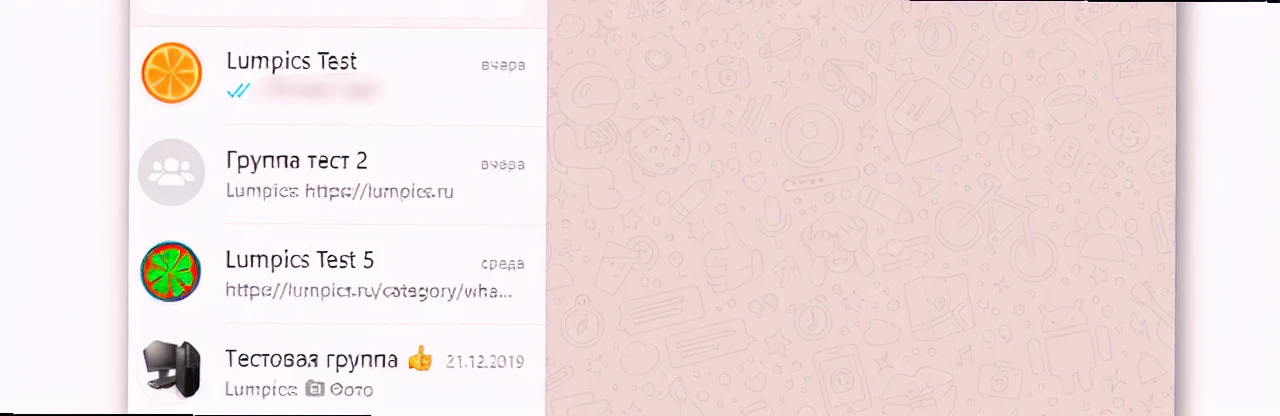 Lumpics Test
вчера
Группа тест 2
вчера
Lumpics: https://lumpics.ru
Lumpics Test 5
среда
https://lumpics.ru/category/wha...
Тестовая группа 👍
21.12.2019
Lumpics: 📷 Фото